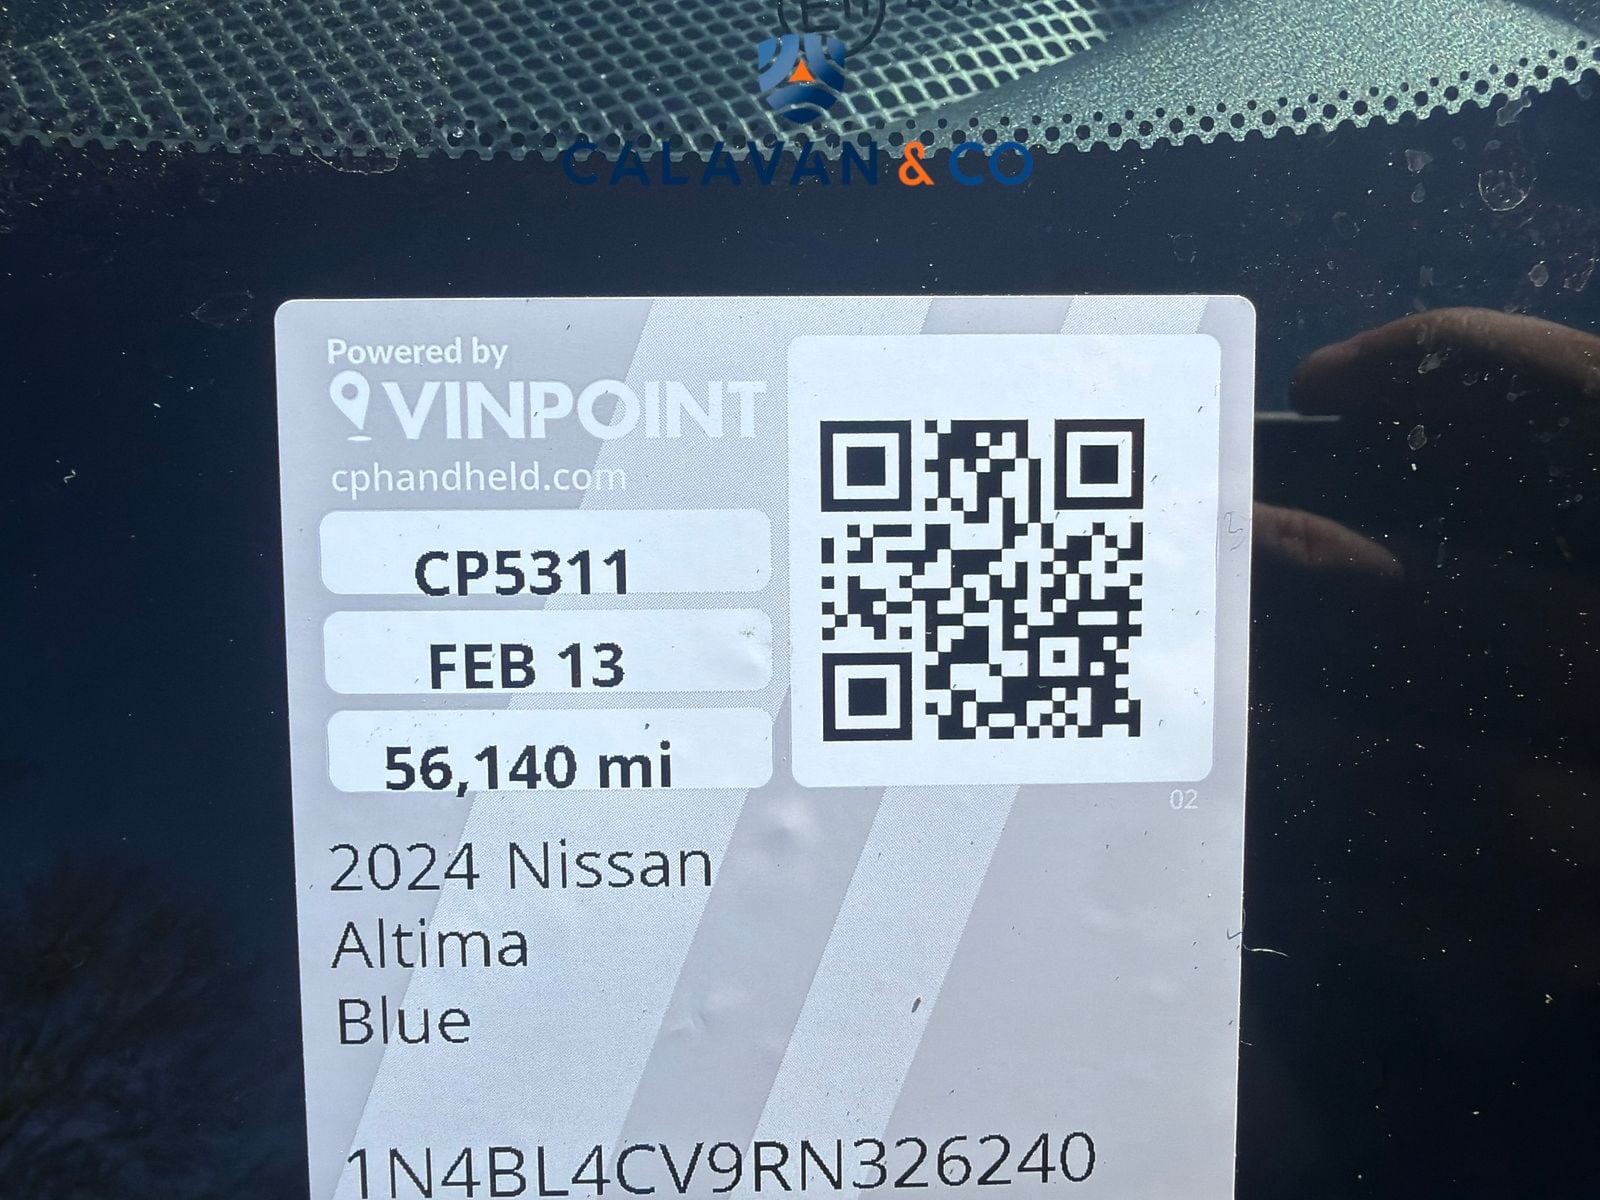 CALAVAN & CO
Powered by
VINPOINT
cphandheld.com
CP5311
FEB 13
56,140 mi
02
2024 Nissan
Altima
Blue
1N4BL4CV9RN326240